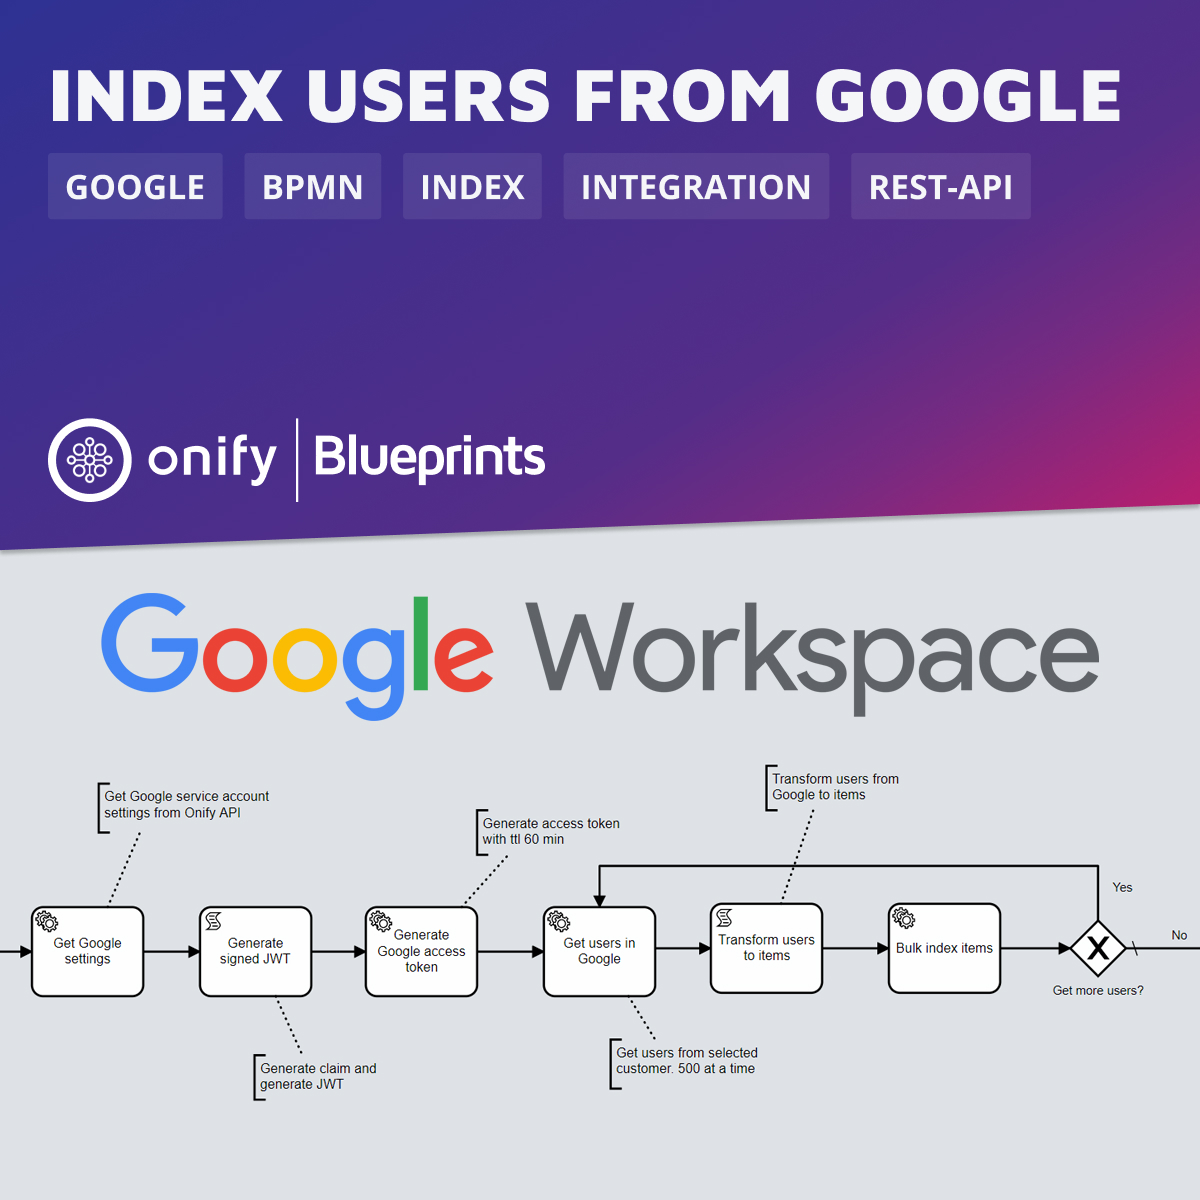 INDEX USERS FROM GOOGLE
GOOGLE BPMN INDEX INTEGRATION REST-API
onify Blueprints
Google Workspace
Transform users from
Google to items
Get Google service account
settings from Onify API
Generate access token
with ttl 60 min
Yes
Get Google
settings
Generate
signed JWT
Generate
Google access
token
Get users in
Google
Transform users
to items
Bulk index items
X
No
Get more users?
Generate claim and
generate JWT
Get users from selected
customer. 500 at a time